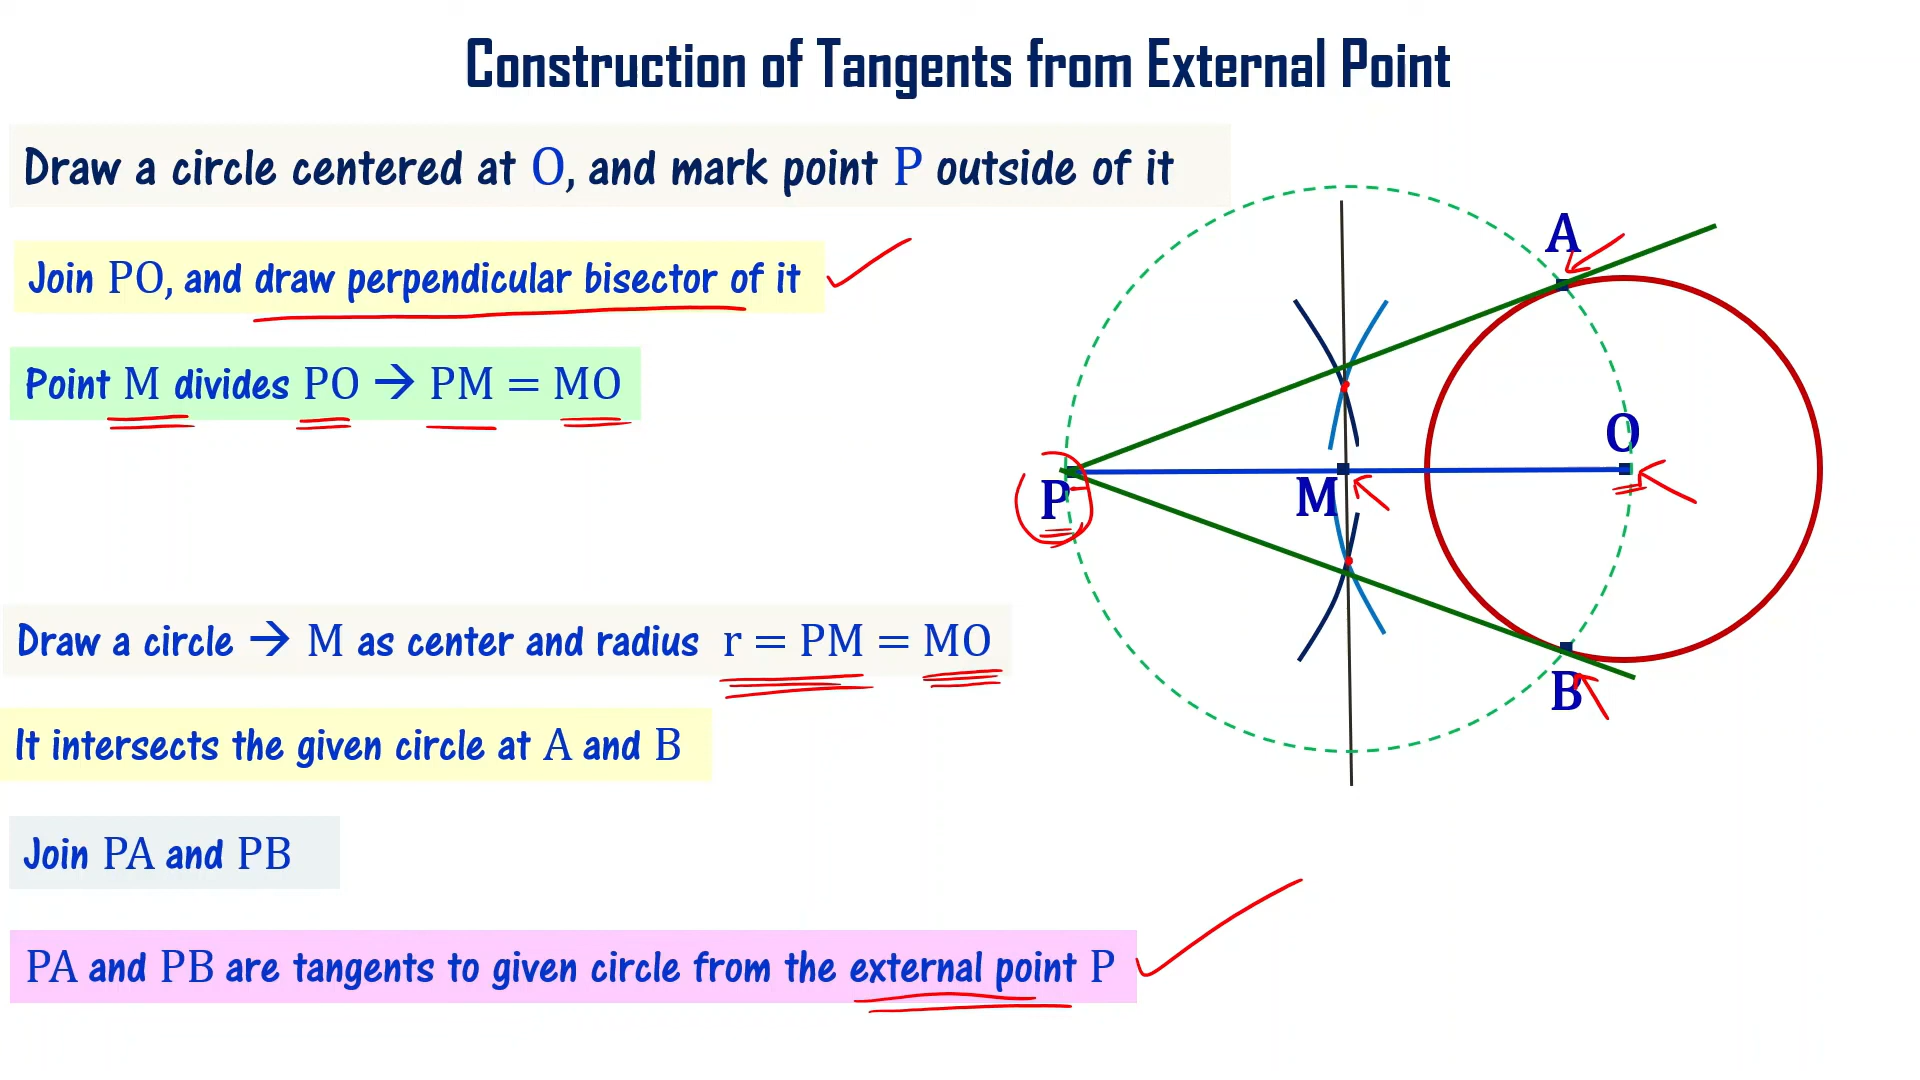 Construction of Tangents from External Point
Draw a circle centered at O, and mark point P outside of it
Join PO, and draw perpendicular bisector of it
Point M divides PO → PM = MO
Draw a circle → M as center and radius r = PM = MO
It intersects the given circle at A and B
Join PA and PB
PA and PB are tangents to given circle from the external point P
A
O
P
M
B